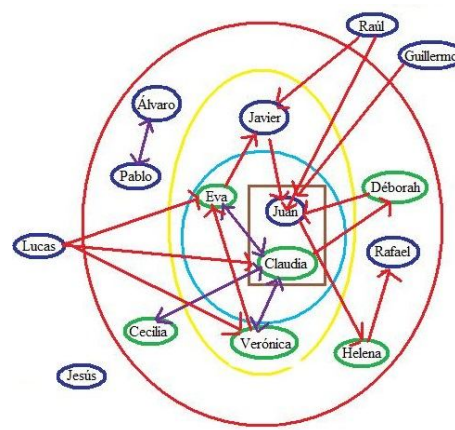 Raúl
Guillermo
Álvaro
Javier
Pablo
Eva
Juan
Déborah
Lucas
Claudia
Rafael
Cecilia
Verónica
Helena
Jesús